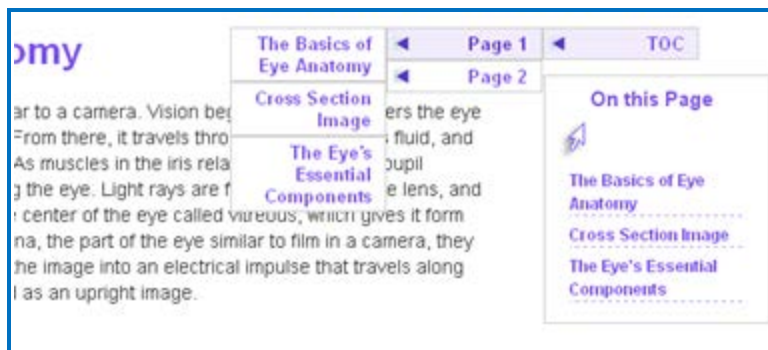 omy
The Basics of
Eye Anatomy
Cross Section
Image
The Eye's
Essential
Components
Page 1
Page 2
TOC
ar to a camera. Vision beg ers the eye
From there, it travels thro fluid, and
As muscles in the iris rela pupil
g the eye. Light rays are f e lens, and
center of the eye called vitreous, which gives it form
na, the part of the eye similar to film in a camera, they
he image into an electrical impulse that travels along
l as an upright image.
On this Page
The Basics of Eye
Anatomy
Cross Section Image
The Eye's Essential
Components